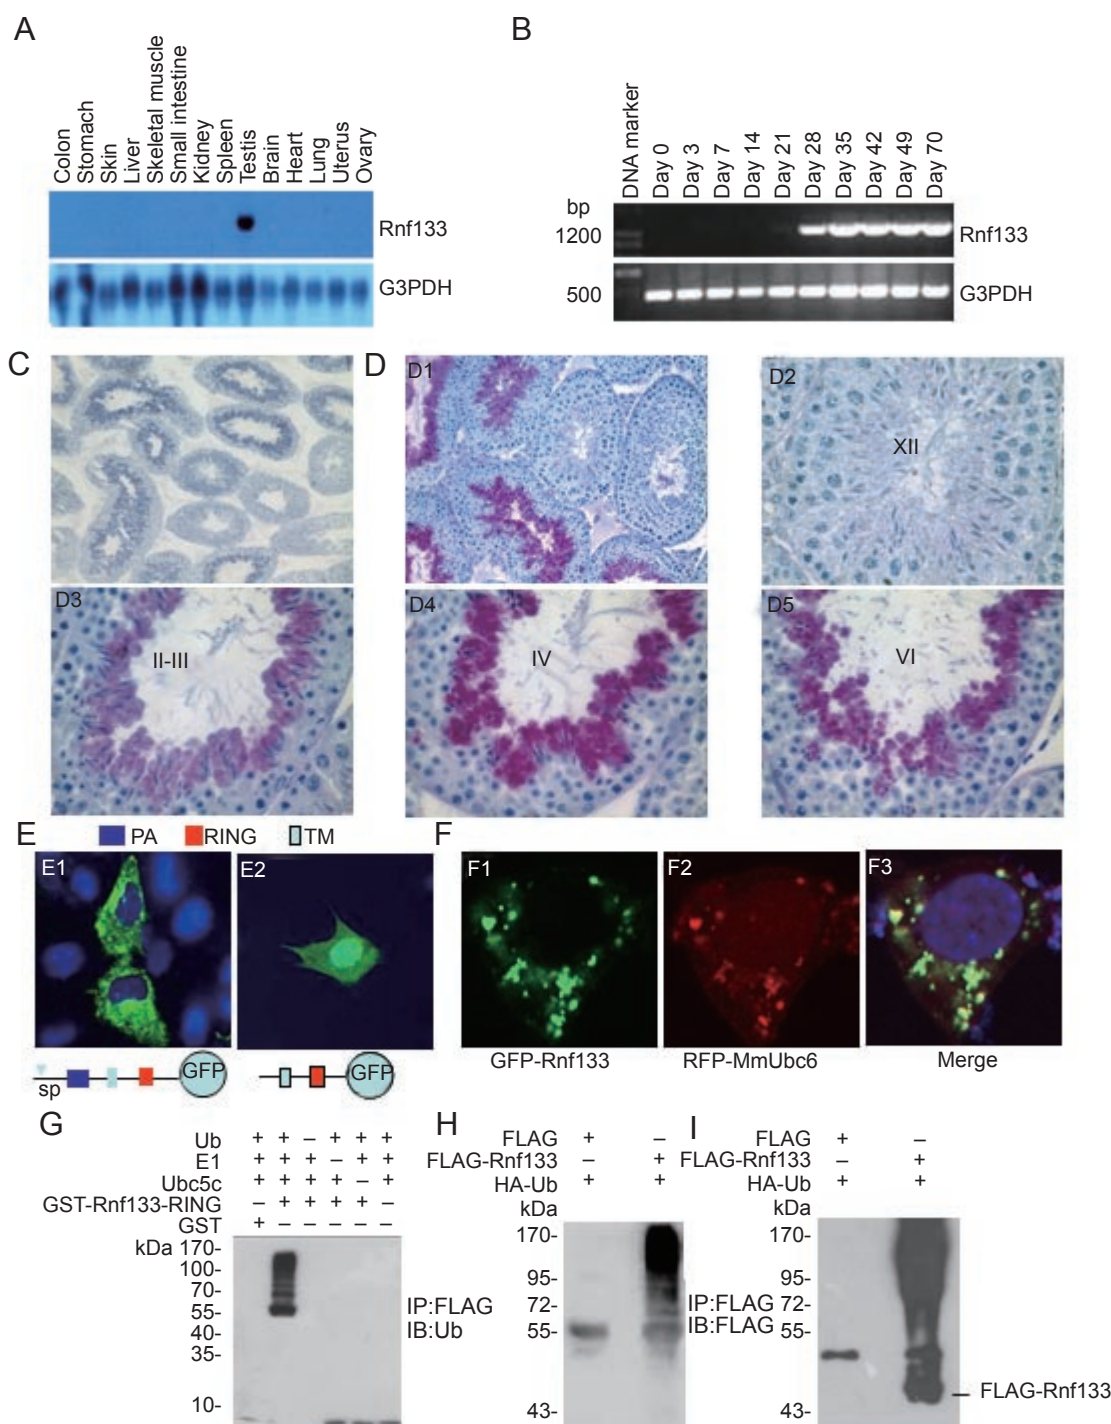 A
Colon
Stomach
Skin
Liver
Skeletal muscle
Small intestine
Kidney
Spleen
Testis
Brain
Heart
Lung
Uterus
Ovary
Rnf133
G3PDH
B
DNA marker
Day 0
Day 3
Day 7
Day 14
Day 21
Day 28
Day 35
Day 42
Day 49
Day 70
bp
1200
500
Rnf133
G3PDH
C
D
D1
D2
XII
D3
II-III
D4
IV
D5
VI
E
PA RING TM
E1
E2
sp
GFP
GFP
F
F1
F2
F3
GFP-Rnf133
RFP-MmUbc6
Merge
G
Ub + + – + + +
E1 + + + – + +
Ubc5c + + + + – +
GST-Rnf133-RING – + + + + –
GST + – – – – –
kDa 170-
100-
70-
55-
40-
35-
10-
IP:FLAG
IB:Ub
H
FLAG + –
FLAG-Rnf133 – +
HA-Ub + +
kDa
170-
95-
72-
55-
43-
IP:FLAG
IB:FLAG
I
FLAG + –
FLAG-Rnf133 – +
HA-Ub + +
kDa
170-
95-
72-
55-
43-
FLAG-Rnf133